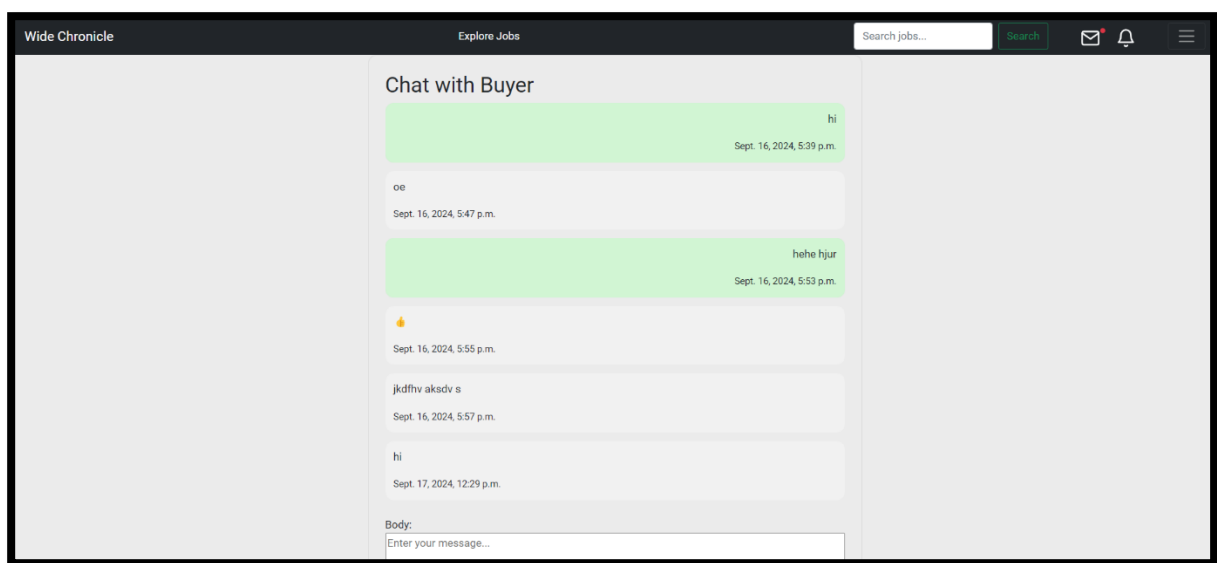 Wide Chronicle
Explore Jobs
Search jobs...
Search
Chat with Buyer
hi
Sept. 16, 2024, 5:39 p.m.
oe
Sept. 16, 2024, 5:47 p.m.
hehe hjur
Sept. 16, 2024, 5:53 p.m.
👍
Sept. 16, 2024, 5:55 p.m.
jkdfhv aksdv s
Sept. 16, 2024, 5:57 p.m.
hi
Sept. 17, 2024, 12:29 p.m.
Body:
Enter your message...